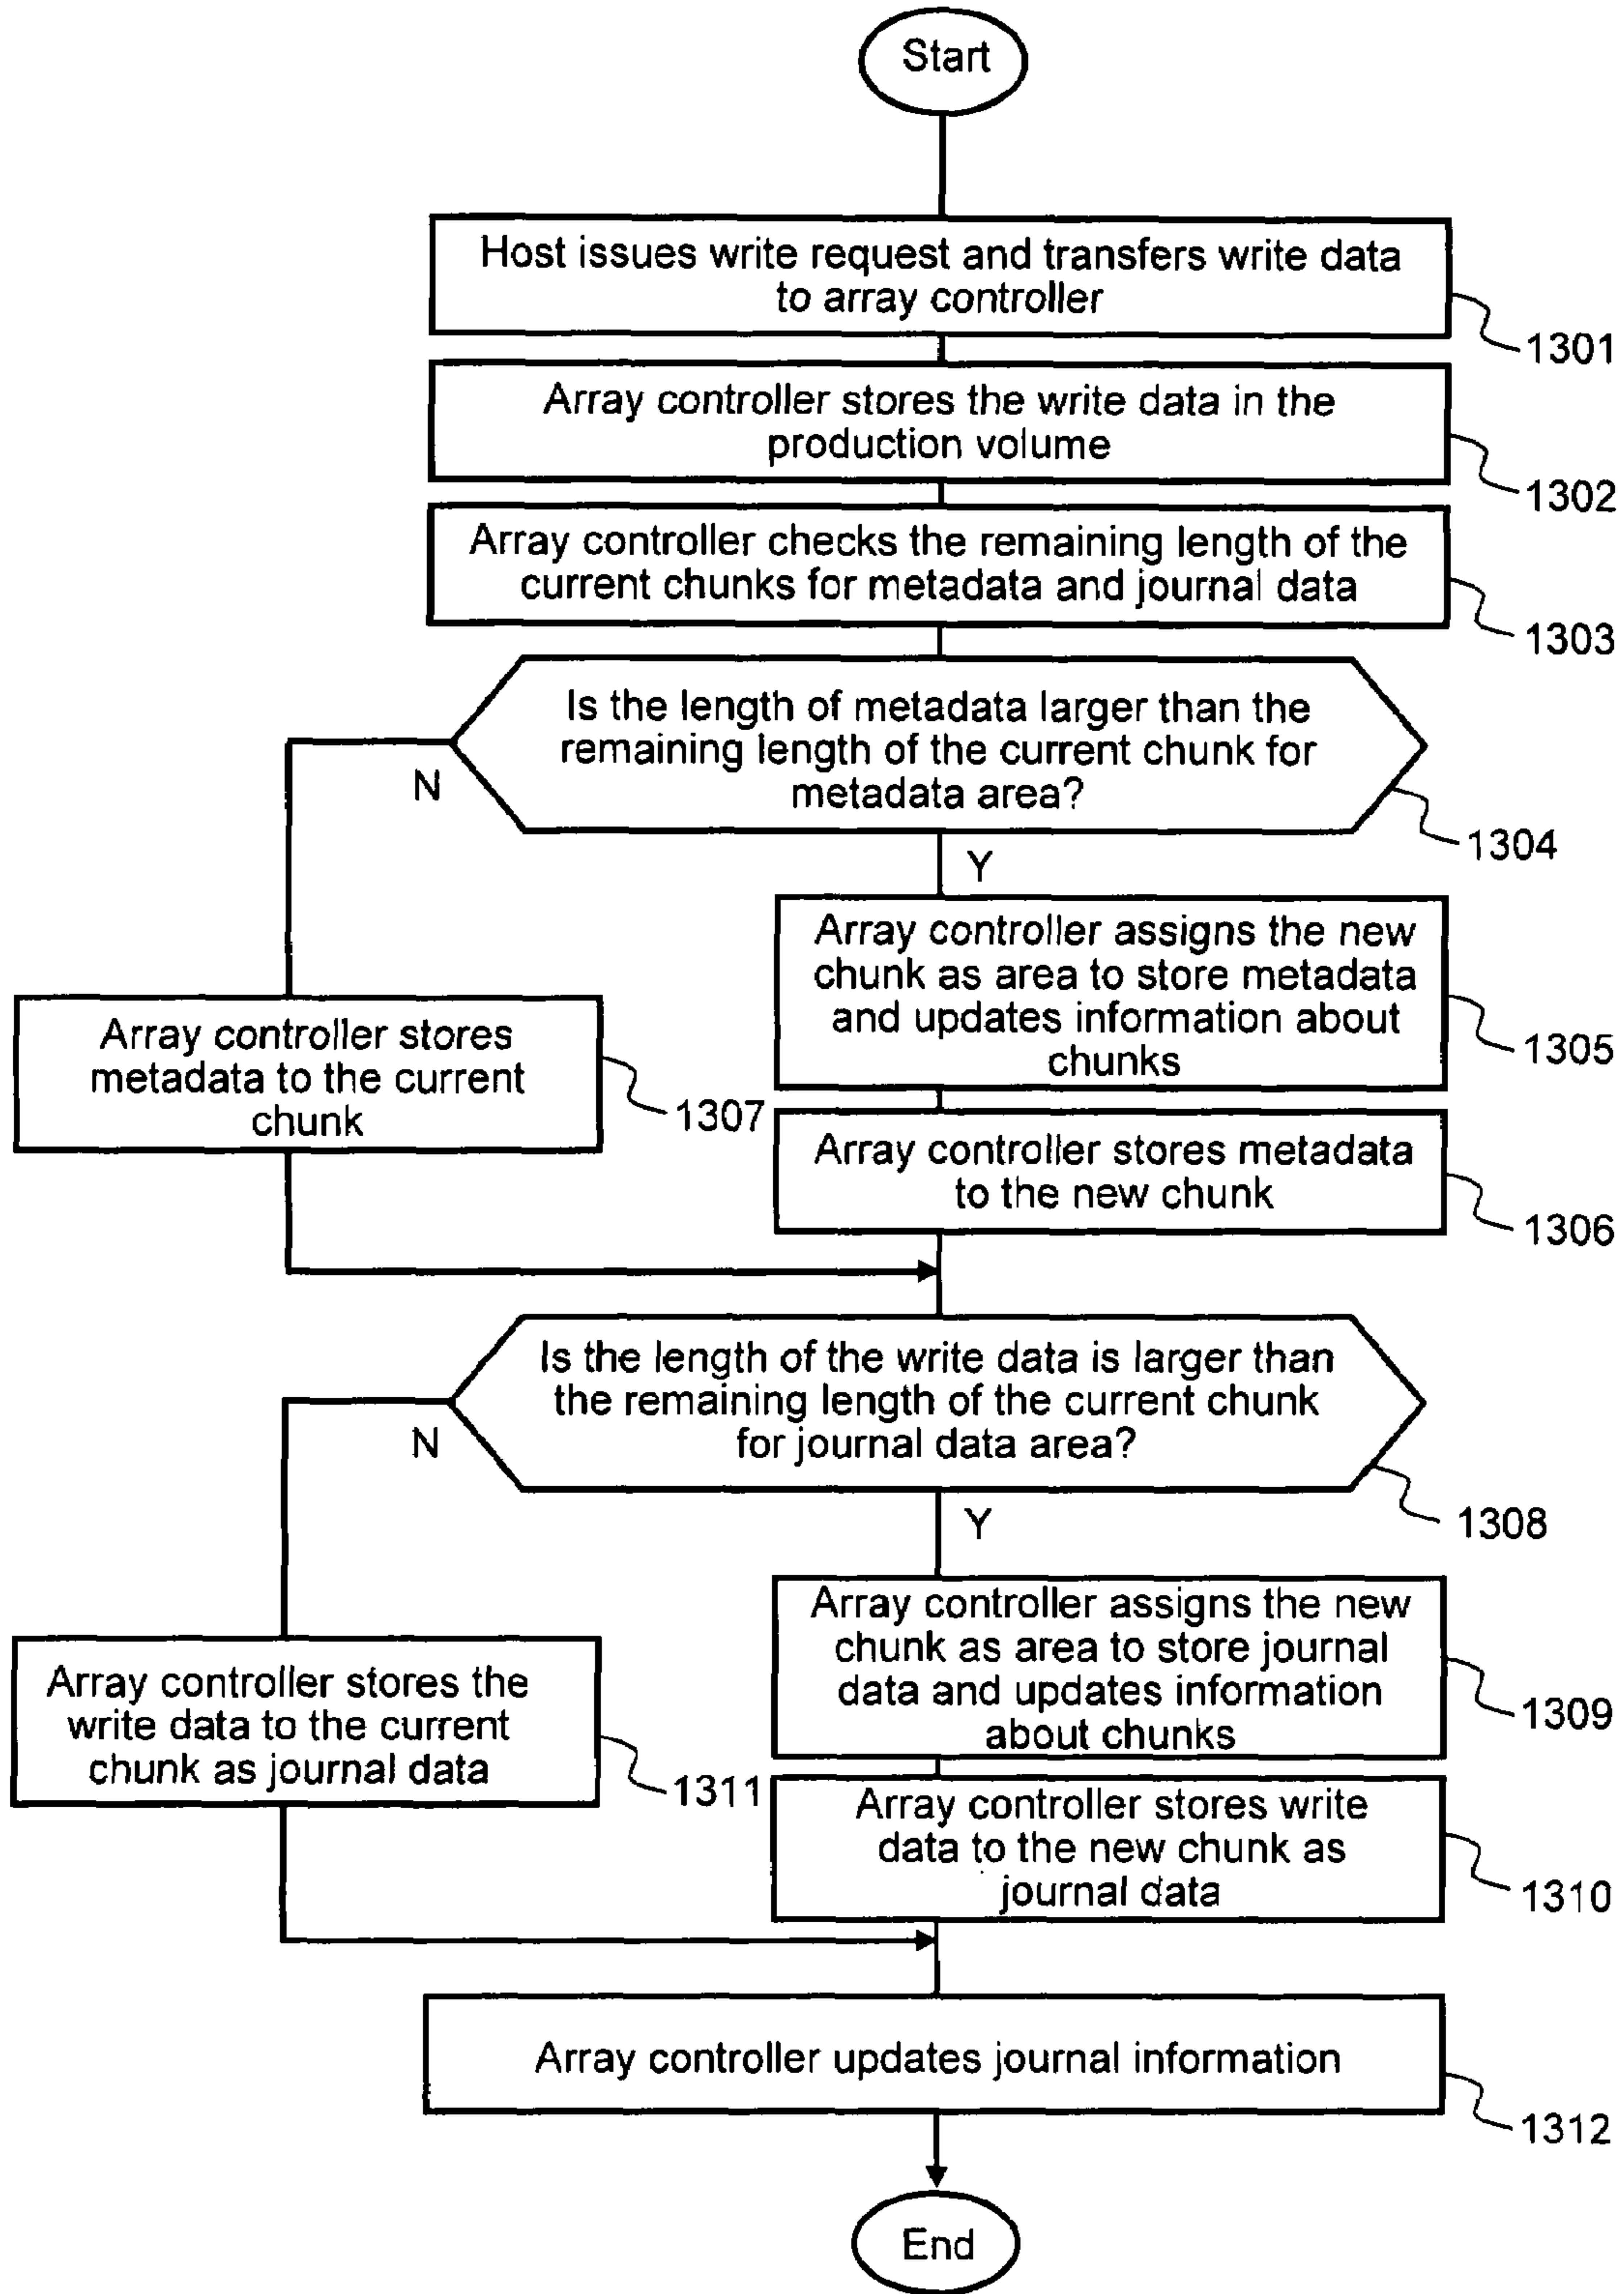 Start
Host issues write request and transfers write data
to array controller
1301
Array controller stores the write data in the
production volume
1302
Array controller checks the remaining length of the
current chunks for metadata and journal data
1303
Is the length of metadata larger than the
remaining length of the current chunk for
metadata area?
N
1304
Y
Array controller assigns the new
chunk as area to store metadata
and updates information about
chunks
1305
Array controller stores
metadata to the current
chunk
1307
Array controller stores metadata
to the new chunk
1306
Is the length of the write data is larger than
the remaining length of the current chunk
for journal data area?
N
1308
Y
Array controller assigns the new
chunk as area to store journal
data and updates information
about chunks
1309
Array controller stores the
write data to the current
chunk as journal data
1311
Array controller stores write
data to the new chunk as
journal data
1310
Array controller updates journal information
1312
End